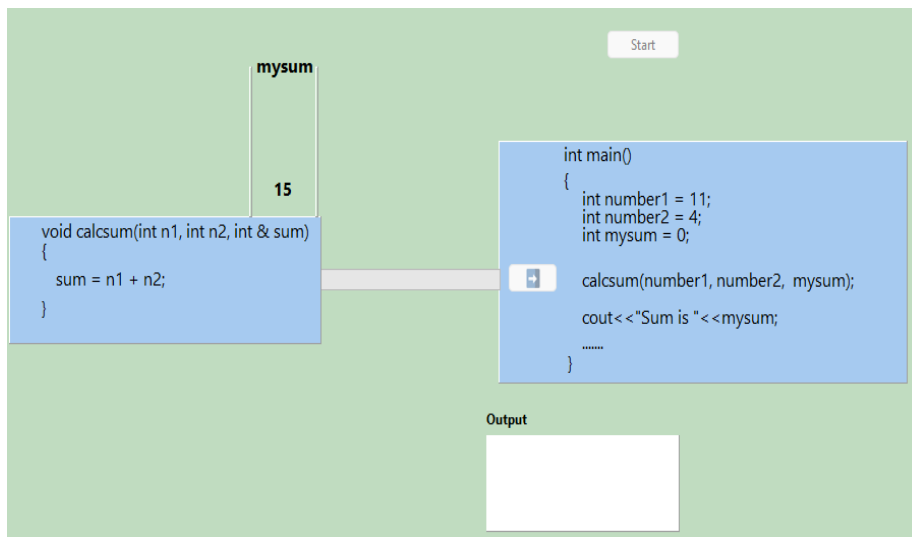 Start
mysum
15
void calcsum(int n1, int n2, int & sum)
{
sum = n1 + n2;
}
int main()
{
int number1 = 11;
int number2 = 4;
int mysum = 0;
calcsum(number1, number2, mysum);
cout<<"Sum is "<<mysum;
.......
}
Output